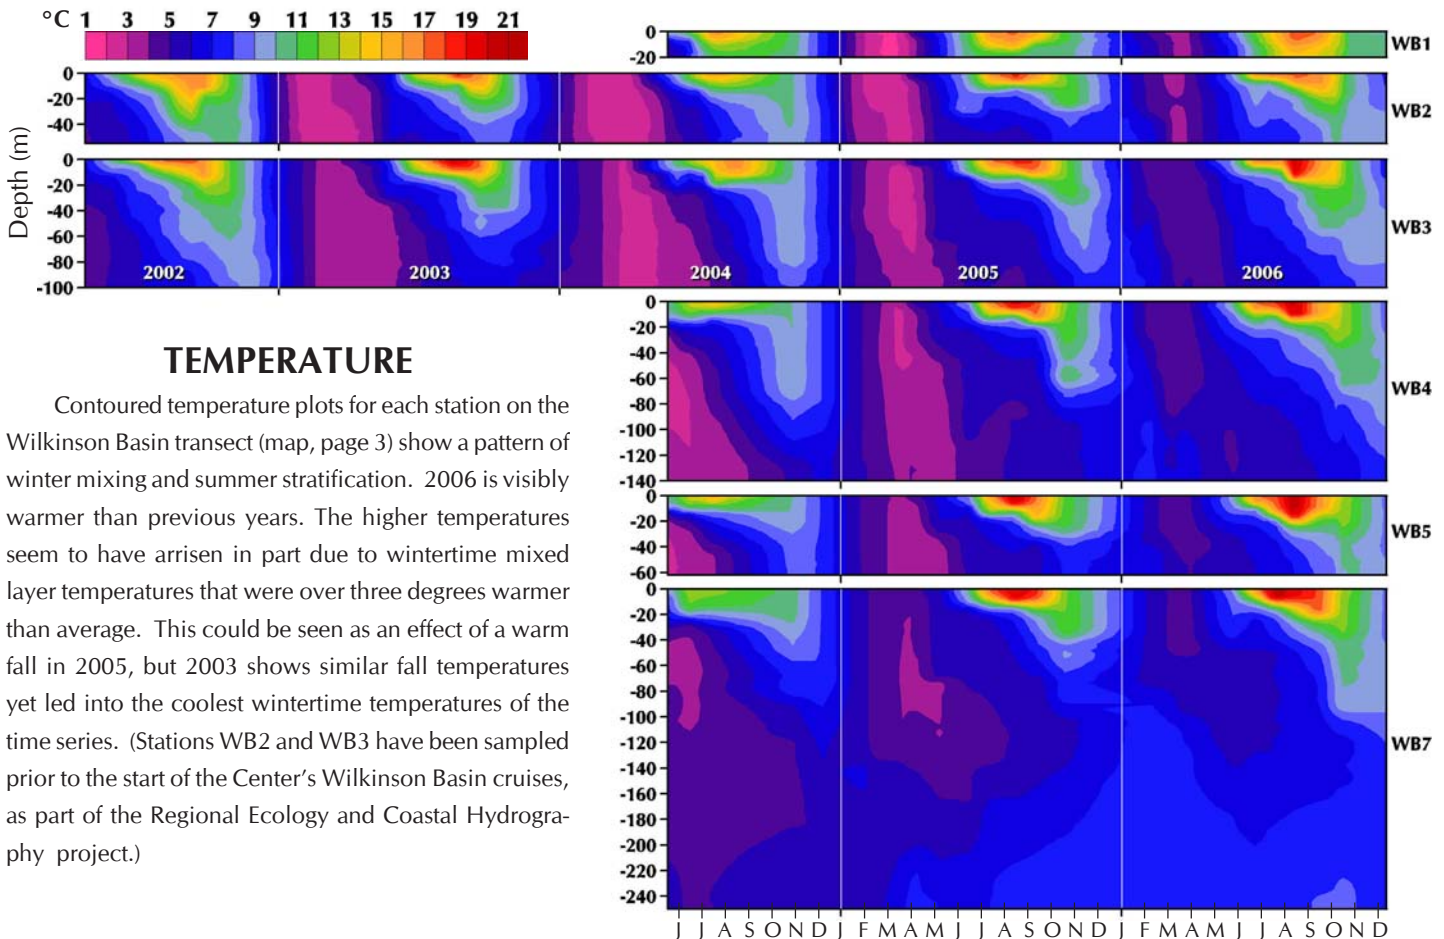 °C 1 3 5 7 9 11 13 15 17 19 21
0
-20
WB1
0
-20
-40
WB2
Depth (m)
0
-20
-40
-60
-80
-100
2002 2003 2004 2005 2006
WB3
TEMPERATURE
Contoured temperature plots for each station on the
Wilkinson Basin transect (map, page 3) show a pattern of
winter mixing and summer stratification. 2006 is visibly
warmer than previous years. The higher temperatures
seem to have arrisen in part due to wintertime mixed
layer temperatures that were over three degrees warmer
than average. This could be seen as an effect of a warm
fall in 2005, but 2003 shows similar fall temperatures
yet led into the coolest wintertime temperatures of the
time series. (Stations WB2 and WB3 have been sampled
prior to the start of the Center's Wilkinson Basin cruises,
as part of the Regional Ecology and Coastal Hydrogra-
phy project.)
0
-20
-40
-60
-80
-100
-120
-140
WB4
0
-20
-40
-60
WB5
0
-20
-40
-60
-80
-100
-120
-140
-160
-180
-200
-220
-240
WB7
J J A S O N D J F M A M J J A S O N D J F M A M J J A S O N D